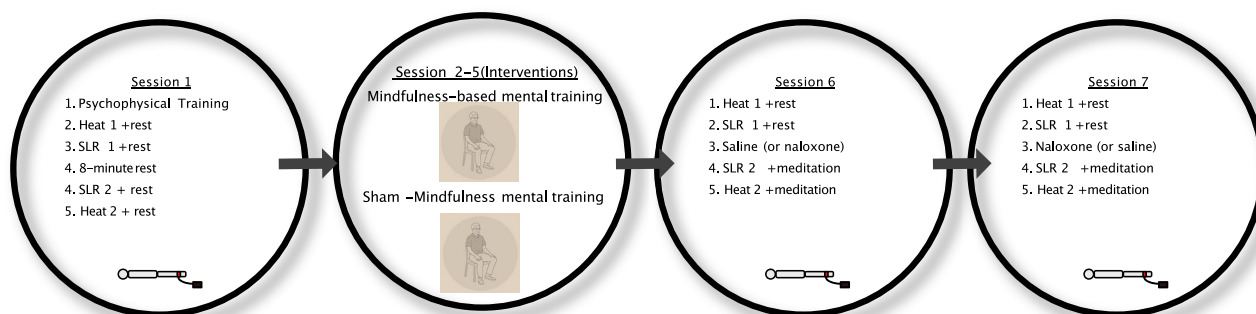 Session 1
1. Psychophysical Training
2. Heat 1 +rest
3. SLR 1 +rest
4. 8-minute rest
4. SLR 2 + rest
5. Heat 2 + rest
Session 2-5(Interventions)
Mindfulness-based mental training
Sham -Mindfulness mental training
Session 6
1. Heat 1 +rest
2. SLR 1 +rest
3. Saline (or naloxone)
4. SLR 2 +meditation
5. Heat 2 +meditation
Session 7
1. Heat 1 +rest
2. SLR 1 +rest
3. Naloxone (or saline)
4. SLR 2 +meditation
5. Heat 2 +meditation